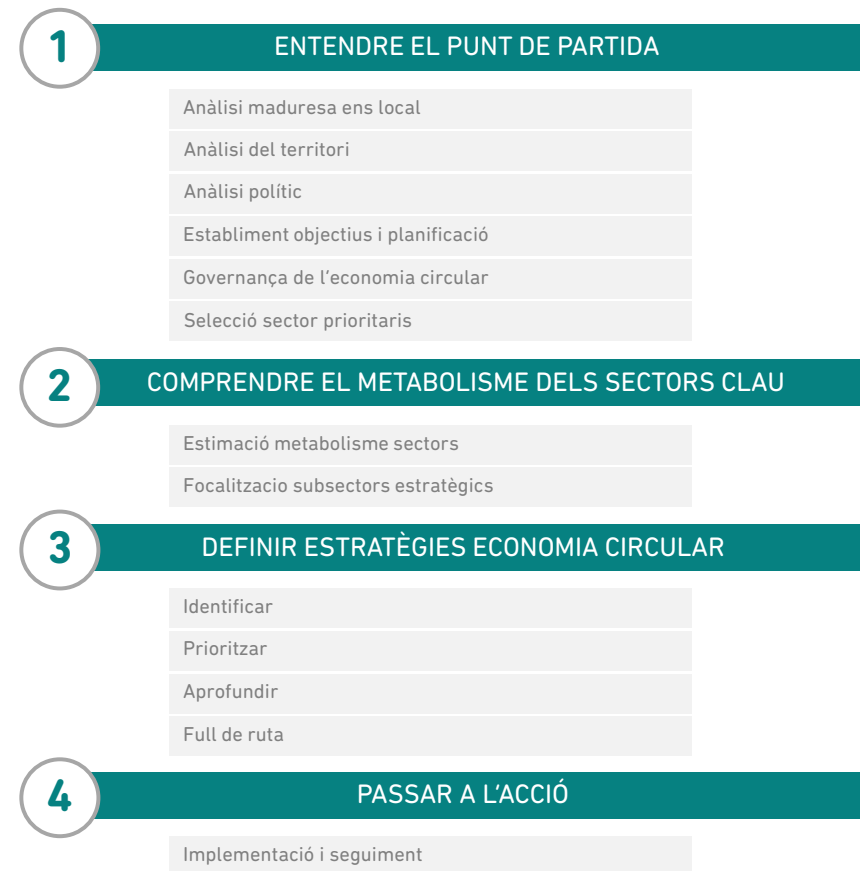 1
ENTENDRE EL PUNT DE PARTIDA
Anàlisi maduresa ens local
Anàlisi del territori
Anàlisi polític
Establiment objectius i planificació
Governança de l'economia circular
Selecció sector prioritaris
2
COMPRENDRE EL METABOLISME DELS SECTORS CLAU
Estimació metabolisme sectors
Focalitzacio subsectors estratègics
3
DEFINIR ESTRATÈGIES ECONOMIA CIRCULAR
Identificar
Prioritzar
Aprofundir
Full de ruta
4
PASSAR A L'ACCIÓ
Implementació i seguiment